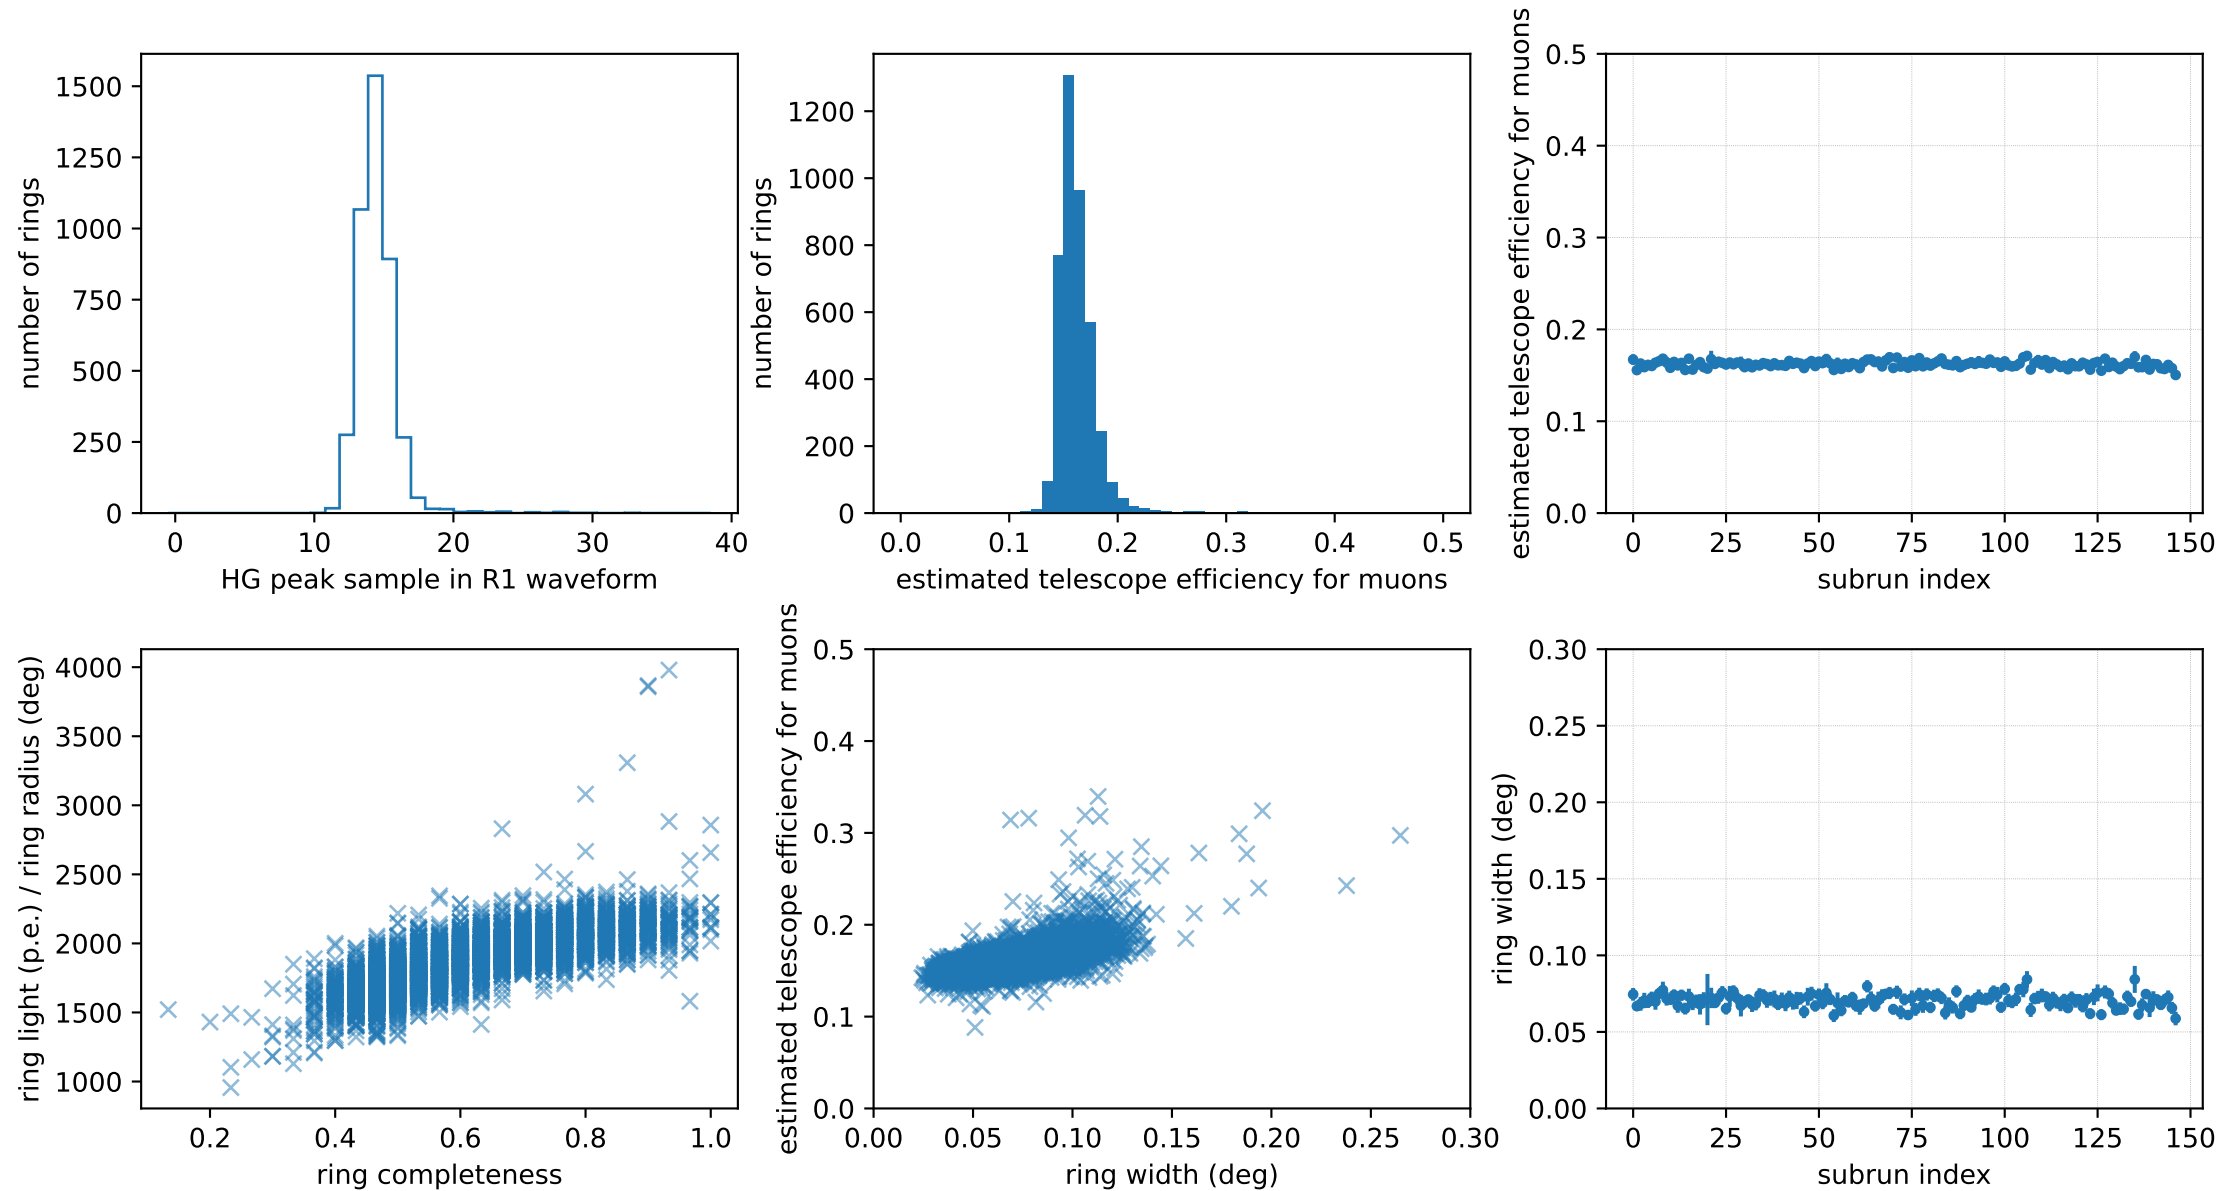 number of rings
1500
1250
1000
750
500
250
0
0 10 20 30 40
HG peak sample in R1 waveform
number of rings
1200
1000
800
600
400
200
0
0.0 0.1 0.2 0.3 0.4 0.5
estimated telescope efficiency for muons
estimated telescope efficiency for muons
0.5
0.4
0.3
0.2
0.1
0.0
0 25 50 75 100 125 150
subrun index
ring light (p.e.) / ring radius (deg)
4000
3500
3000
2500
2000
1500
1000
0.2 0.4 0.6 0.8 1.0
ring completeness
estimated telescope efficiency for muons
0.5
0.4
0.3
0.2
0.1
0.0
0.00 0.05 0.10 0.15 0.20 0.25 0.30
ring width (deg)
ring width (deg)
0.30
0.25
0.20
0.15
0.10
0.05
0.00
0 25 50 75 100 125 150
subrun index